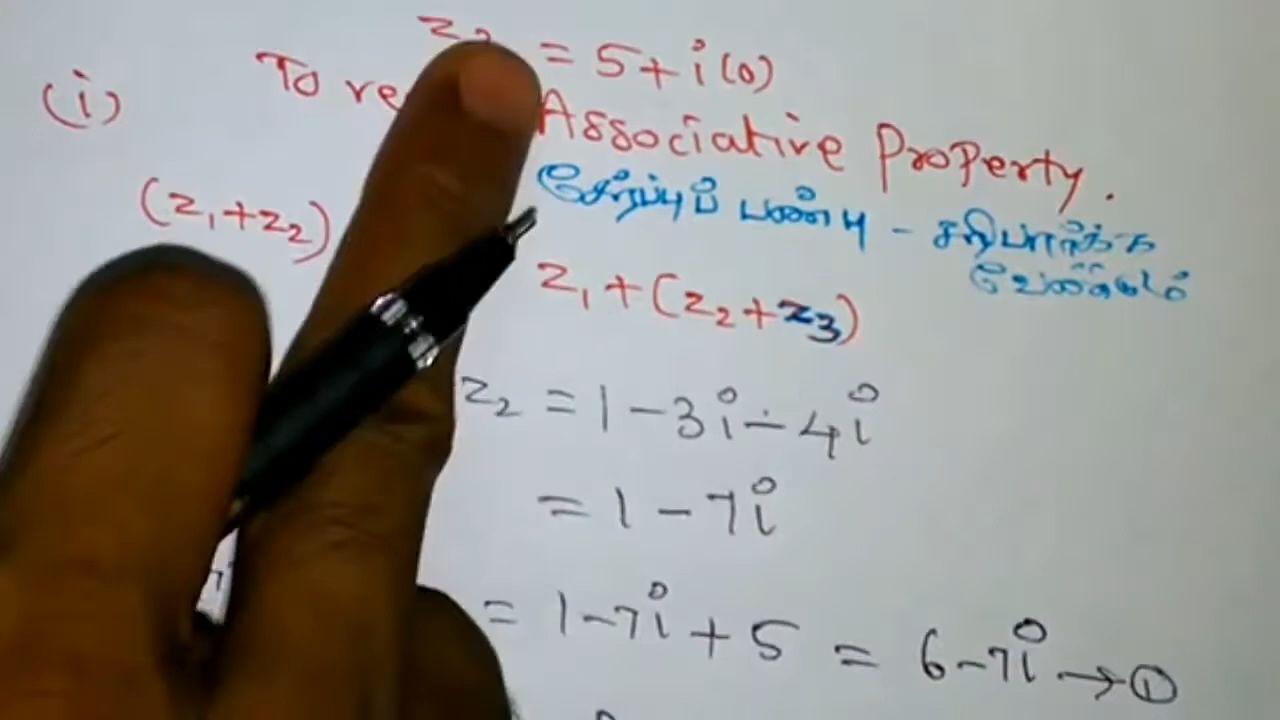 = 5+i(0)
(i) To Associative Property.
சேர்ப்புப் பண்பு - சரிபார்க்க
வேண்டும்
(z₁+z₂) z₁+(z₂+z₃)
z₂ = 1-3i-4i
= 1-7i
= 1-7i+5 = 6-7i → ①